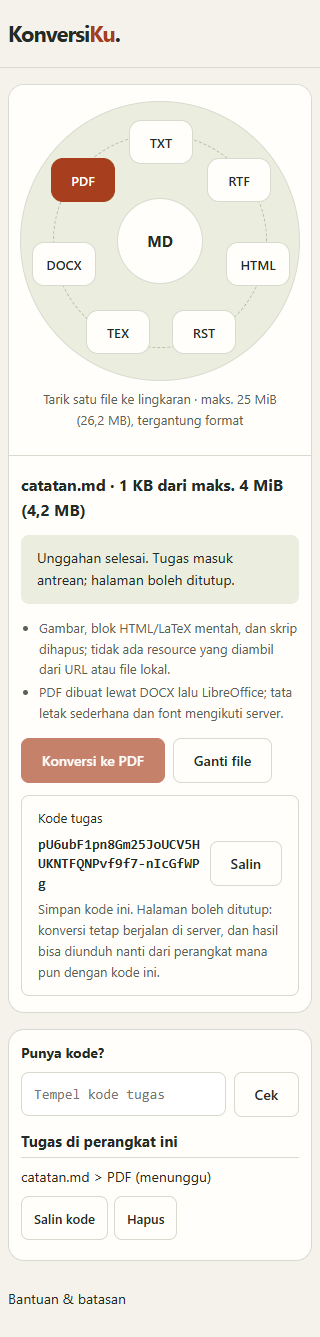 KonversiKu.
TXT
PDF
RTF
MD
DOCX
HTML
TEX
RST
Tarik satu file ke lingkaran · maks. 25 MiB
(26,2 MB), tergantung format
catatan.md · 1 KB dari maks. 4 MiB
(4,2 MB)
Unggahan selesai. Tugas masuk
antrean; halaman boleh ditutup.
• Gambar, blok HTML/LaTeX mentah, dan skrip
dihapus; tidak ada resource yang diambil
dari URL atau file lokal.
• PDF dibuat lewat DOCX lalu LibreOffice; tata
letak sederhana dan font mengikuti server.
Konversi ke PDF
Ganti file
Kode tugas
pU6ubF1pn8Gm25JoUCV5H
UKNTFQNPvf9f7-nIcGfWP
g
Salin
Simpan kode ini. Halaman boleh ditutup:
konversi tetap berjalan di server, dan hasil
bisa diunduh nanti dari perangkat mana
pun dengan kode ini.
Punya kode?
Tempel kode tugas
Cek
Tugas di perangkat ini
catatan.md > PDF (menunggu)
Salin kode
Hapus
Bantuan & batasan